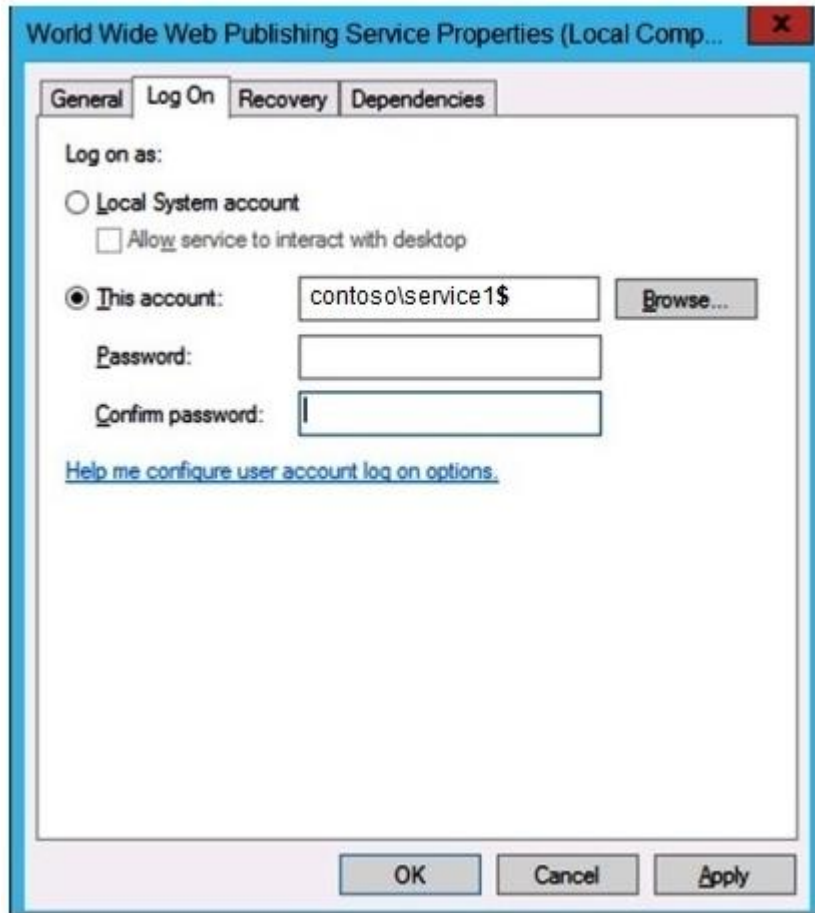 World Wide Web Publishing Service Properties (Local Comp...
x
General Log On Recovery Dependencies
Log on as:
Local System account
Allow service to interact with desktop
This account: contoso\service1$ Browse...
Password:
Confirm password:
Help me configure user account log on options.
OK Cancel Apply